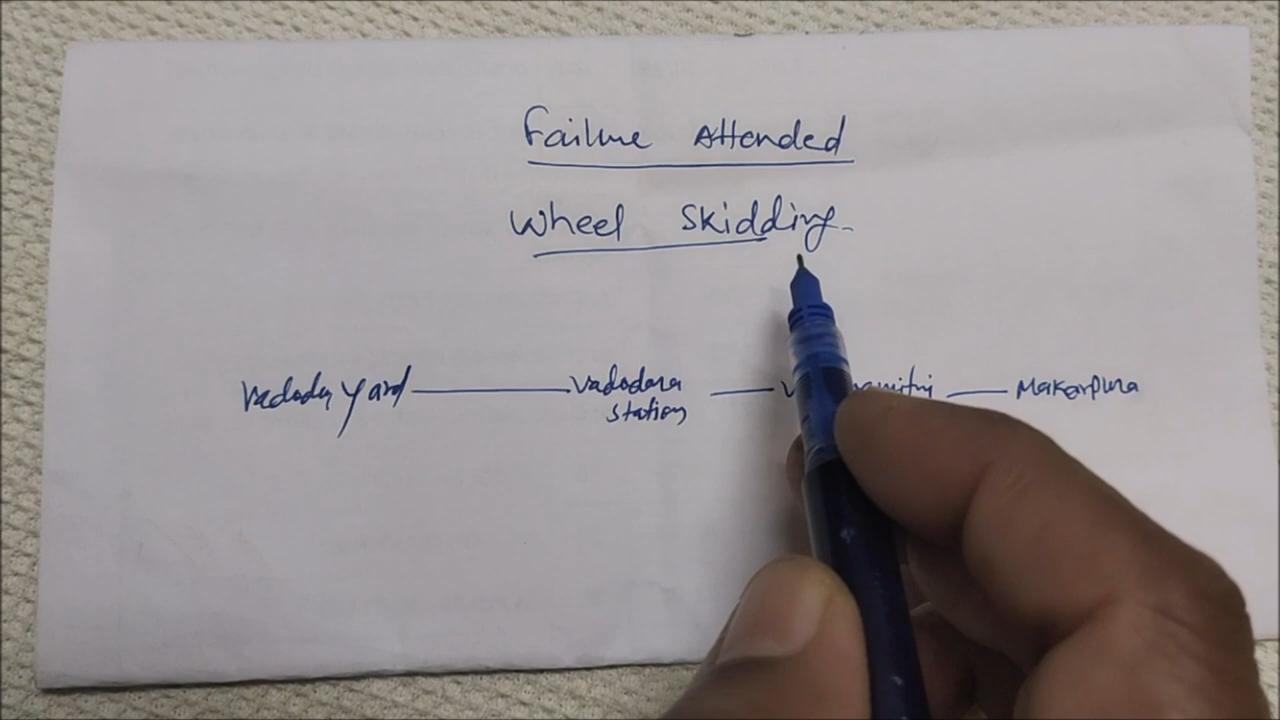 Failure Attended
Wheel Skidding-
Vadodara Yard Vadodara Makarpura
Station